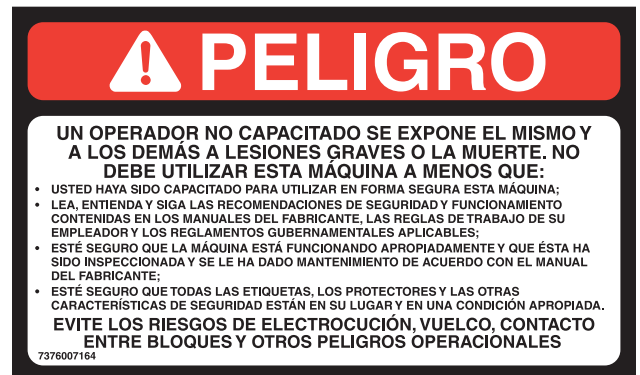 PELIGRO
UN OPERADOR NO CAPACITADO SE EXPONE EL MISMO Y
A LOS DEMÁS A LESIONES GRAVES O LA MUERTE. NO
DEBE UTILIZAR ESTA MÁQUINA A MENOS QUE:
• USTED HAYA SIDO CAPACITADO PARA UTILIZAR EN FORMA SEGURA ESTA MÁQUINA;
• LEA, ENTIENDA Y SIGA LAS RECOMENDACIONES DE SEGURIDAD Y FUNCIONAMIENTO
CONTENIDAS EN LOS MANUALES DEL FABRICANTE, LAS REGLAS DE TRABAJO DE SU
EMPLEADOR Y LOS REGLAMENTOS GUBERNAMENTALES APLICABLES;
• ESTÉ SEGURO QUE LA MÁQUINA ESTÁ FUNCIONANDO APROPIADAMENTE Y QUE ÉSTA HA
SIDO INSPECCIONADA Y SE LE HA DADO MANTENIMIENTO DE ACUERDO CON EL MANUAL
DEL FABRICANTE;
• ESTÉ SEGURO QUE TODAS LAS ETIQUETAS, LOS PROTECTORES Y LAS OTRAS
CARACTERÍSTICAS DE SEGURIDAD ESTÁN EN SU LUGAR Y EN UNA CONDICIÓN APROPIADA.
EVITE LOS RIESGOS DE ELECTROCUCIÓN, VUELCO, CONTACTO
ENTRE BLOQUES Y OTROS PELIGROS OPERACIONALES
7376007164